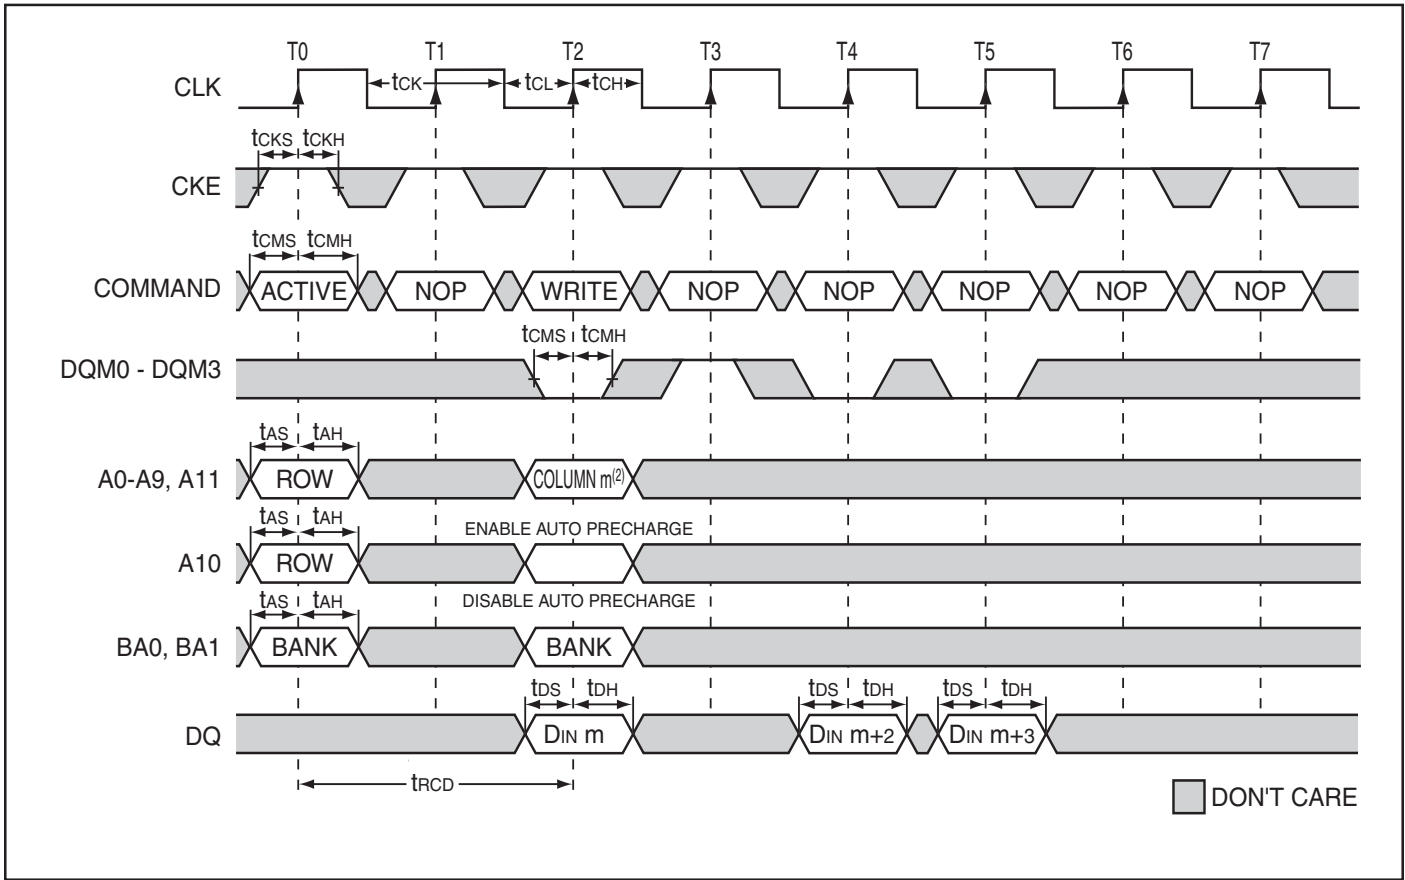 T0 T1 T2 T3 T4 T5 T6 T7
CLK tCK tCL tCH
tCKS tCKH
CKE
tCMS tCMH
COMMAND ACTIVE NOP WRITE NOP NOP NOP NOP NOP
tCMS tCMH
DQM0 - DQM3
tAS tAH
A0-A9, A11 ROW COLUMN m(2)
tAS tAH ENABLE AUTO PRECHARGE
A10 ROW
tAS tAH DISABLE AUTO PRECHARGE
BA0, BA1 BANK BANK
tDS tDH tDS tDH tDS tDH
DQ DIN m DIN m+2 DIN m+3
tRCD
DON'T CARE